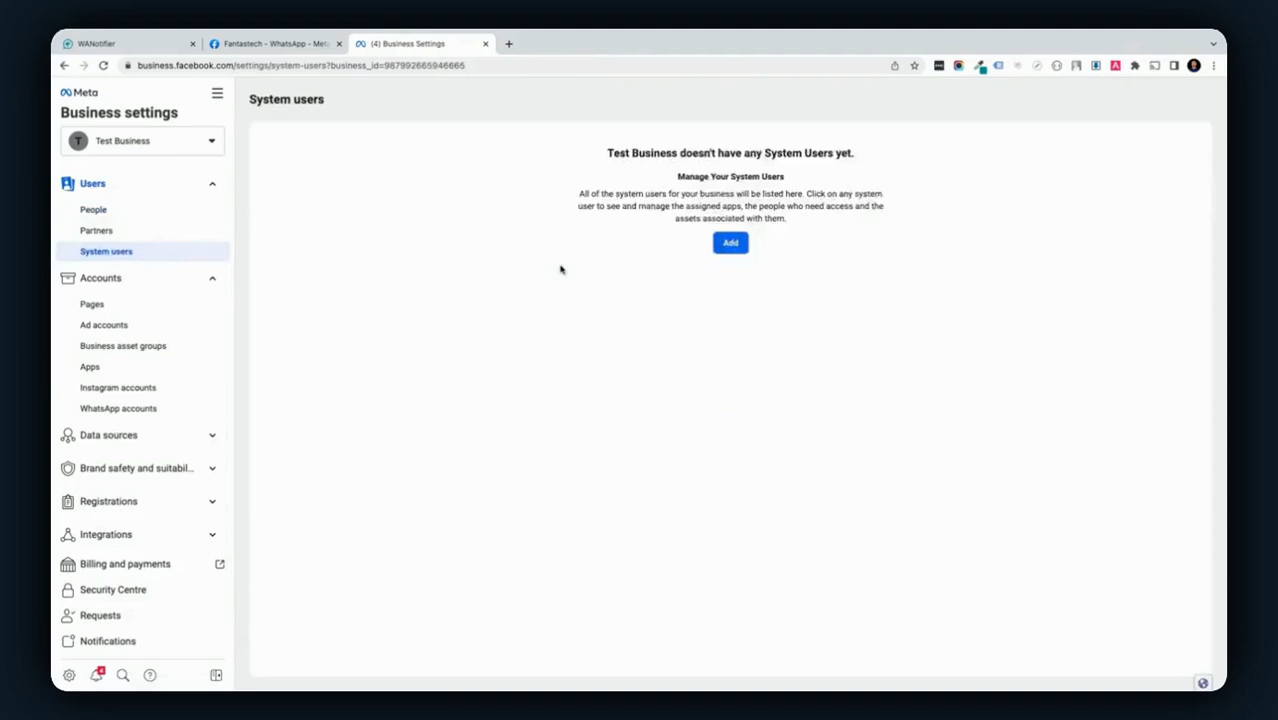 WANotifier
Fantastech - WhatsApp - Meta
(4) Business Settings
business.facebook.com/settings/system-users?business_id=987992665946665
Meta
Business settings
T Test Business
Users
People
Partners
System users
Accounts
Pages
Ad accounts
Business asset groups
Apps
Instagram accounts
WhatsApp accounts
Data sources
Brand safety and suitabil...
Registrations
Integrations
Billing and payments
Security Centre
Requests
Notifications
System users
Test Business doesn't have any System Users yet.
Manage Your System Users
All of the system users for your business will be listed here. Click on any system
user to see and manage the assigned apps, the people who need access and the
assets associated with them.
Add